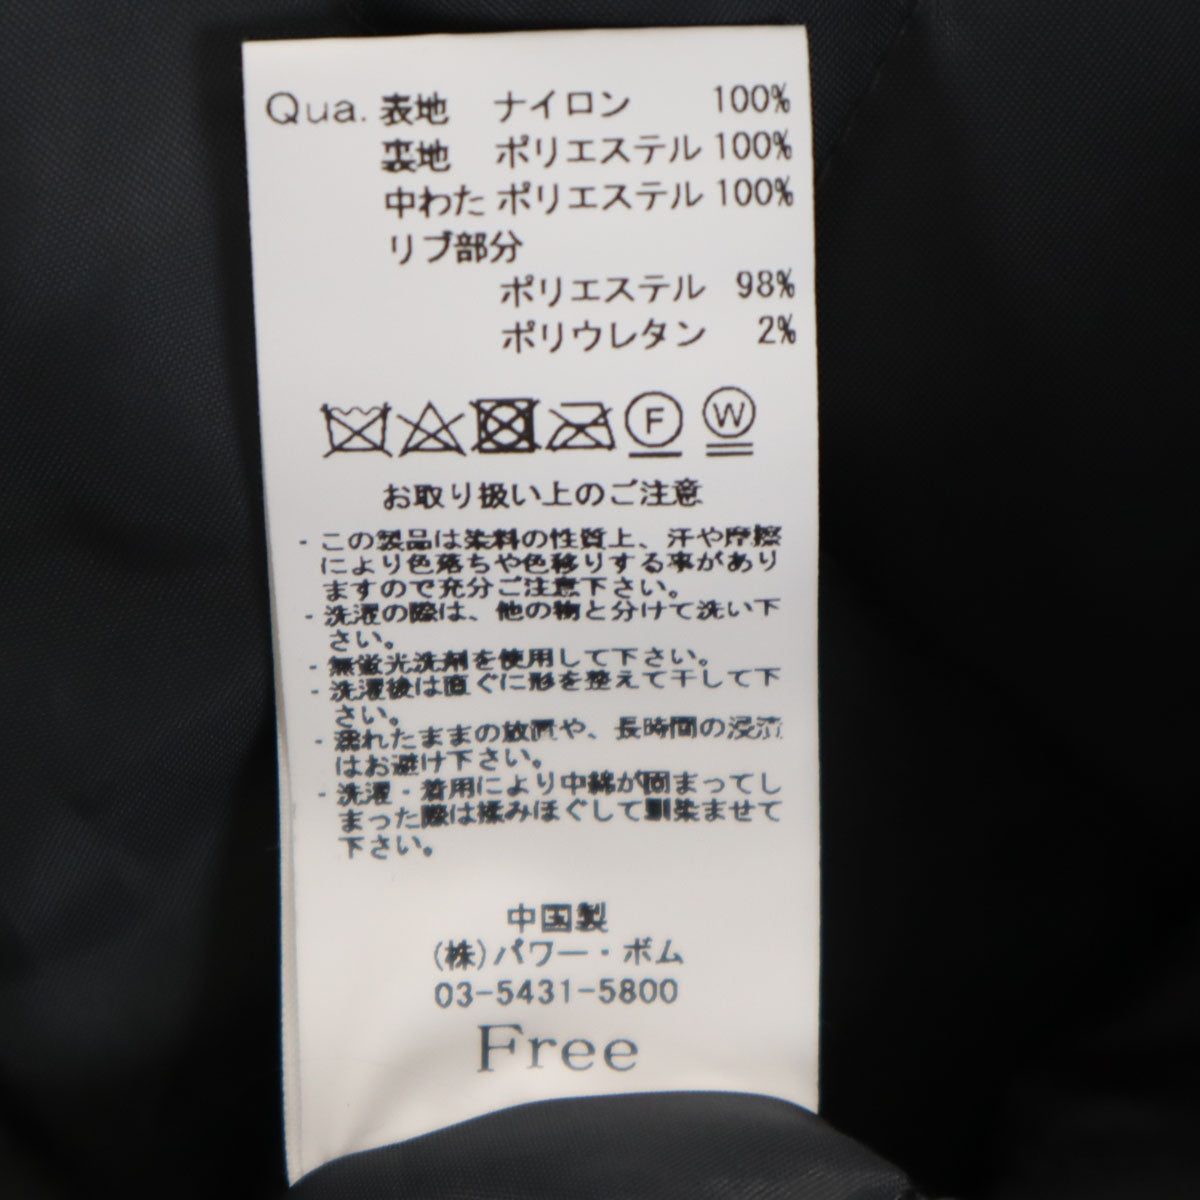 Qua. 表地 ナイロン 100%
裏地 ポリエステル 100%
中わた ポリエステル 100%
リブ部分
ポリエステル 98%
ポリウレタン 2%
F W
お取り扱い上のご注意
- この製品は染料の性質上、汗や摩擦
により色落ちや色移りする事があり
ますので充分ご注意下さい。
- 洗濯の際は、他の物と分けて洗い下
さい。
- 無蛍光洗剤を使用して下さい。
- 洗濯後は直ぐに形を整えて干して下
さい。
- 濡れたままの放置や、長時間の浸漬
はお避け下さい。
- 洗濯・着用により中綿が固まってし
まった際は揉みほぐして馴染ませて
下さい。
中国製
(株)パワー・ボム
03-5431-5800
Free